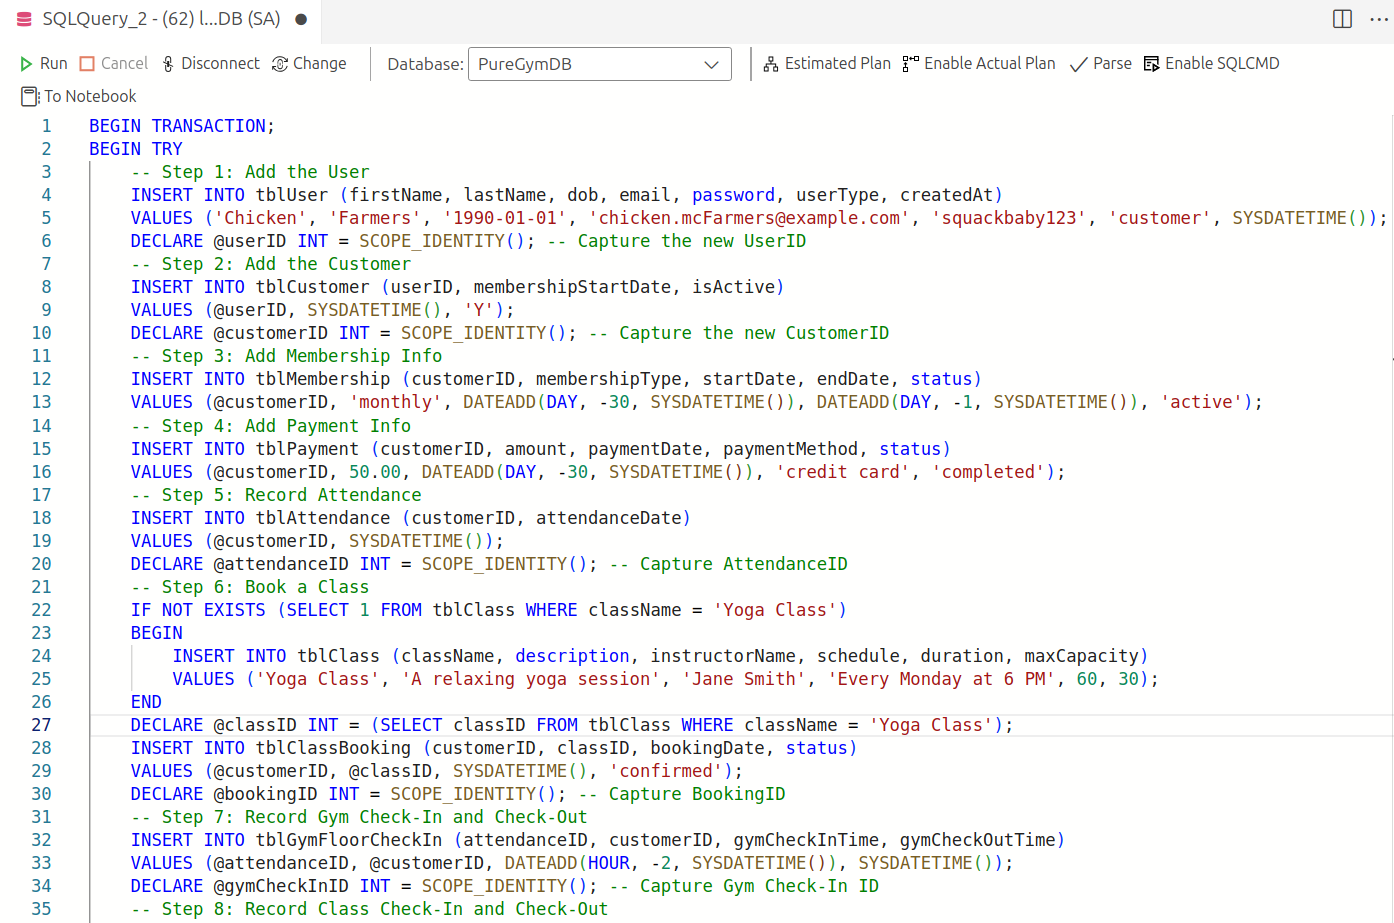 SQLQuery_2 - (62) l...DB (SA)
Run Cancel Disconnect Change Database: PureGymDB Estimated Plan Enable Actual Plan Parse Enable SQLCMD
To Notebook
1 BEGIN TRANSACTION;
2 BEGIN TRY
3 -- Step 1: Add the User
4 INSERT INTO tblUser (firstName, lastName, dob, email, password, userType, createdAt)
5 VALUES ('Chicken', 'Farmers', '1990-01-01', 'chicken.mcFarmers@example.com', 'squackbaby123', 'customer', SYSDATETIME());
6 DECLARE @userID INT = SCOPE_IDENTITY(); -- Capture the new UserID
7 -- Step 2: Add the Customer
8 INSERT INTO tblCustomer (userID, membershipStartDate, isActive)
9 VALUES (@userID, SYSDATETIME(), 'Y');
10 DECLARE @customerID INT = SCOPE_IDENTITY(); -- Capture the new CustomerID
11 -- Step 3: Add Membership Info
12 INSERT INTO tblMembership (customerID, membershipType, startDate, endDate, status)
13 VALUES (@customerID, 'monthly', DATEADD(DAY, -30, SYSDATETIME()), DATEADD(DAY, -1, SYSDATETIME()), 'active');
14 -- Step 4: Add Payment Info
15 INSERT INTO tblPayment (customerID, amount, paymentDate, paymentMethod, status)
16 VALUES (@customerID, 50.00, DATEADD(DAY, -30, SYSDATETIME()), 'credit card', 'completed');
17 -- Step 5: Record Attendance
18 INSERT INTO tblAttendance (customerID, attendanceDate)
19 VALUES (@customerID, SYSDATETIME());
20 DECLARE @attendanceID INT = SCOPE_IDENTITY(); -- Capture AttendanceID
21 -- Step 6: Book a Class
22 IF NOT EXISTS (SELECT 1 FROM tblClass WHERE className = 'Yoga Class')
23 BEGIN
24 INSERT INTO tblClass (className, description, instructorName, schedule, duration, maxCapacity)
25 VALUES ('Yoga Class', 'A relaxing yoga session', 'Jane Smith', 'Every Monday at 6 PM', 60, 30);
26 END
27 DECLARE @classID INT = (SELECT classID FROM tblClass WHERE className = 'Yoga Class');
28 INSERT INTO tblClassBooking (customerID, classID, bookingDate, status)
29 VALUES (@customerID, @classID, SYSDATETIME(), 'confirmed');
30 DECLARE @bookingID INT = SCOPE_IDENTITY(); -- Capture BookingID
31 -- Step 7: Record Gym Check-In and Check-Out
32 INSERT INTO tblGymFloorCheckIn (attendanceID, customerID, gymCheckInTime, gymCheckOutTime)
33 VALUES (@attendanceID, @customerID, DATEADD(HOUR, -2, SYSDATETIME()), SYSDATETIME());
34 DECLARE @gymCheckInID INT = SCOPE_IDENTITY(); -- Capture Gym Check-In ID
35 -- Step 8: Record Class Check-In and Check-Out